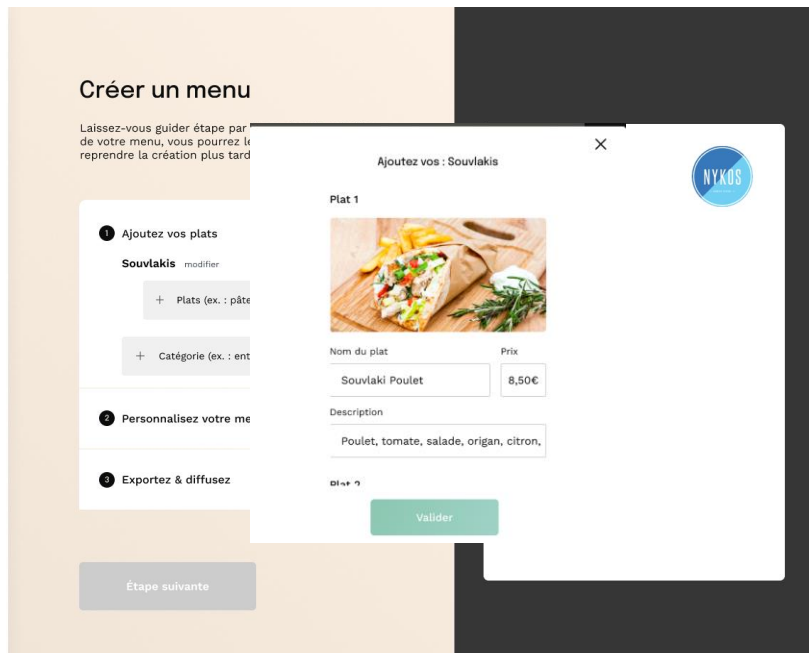 Créer un menu
Laissez-vous guider étape par
de votre menu, vous pourrez le
reprendre la création plus tard
1 Ajoutez vos plats
Souvlakis modifier
+ Plats (ex. : pâte
+ Catégorie (ex. : ent
2 Personnalisez votre me
3 Exportez & diffusez
Étape suivante
Ajoutez vos : Souvlakis
Plat 1
Nom du plat Prix
Souvlaki Poulet 8,50€
Description
Poulet, tomate, salade, origan, citron,
Plat 2
Valider
NYKOS